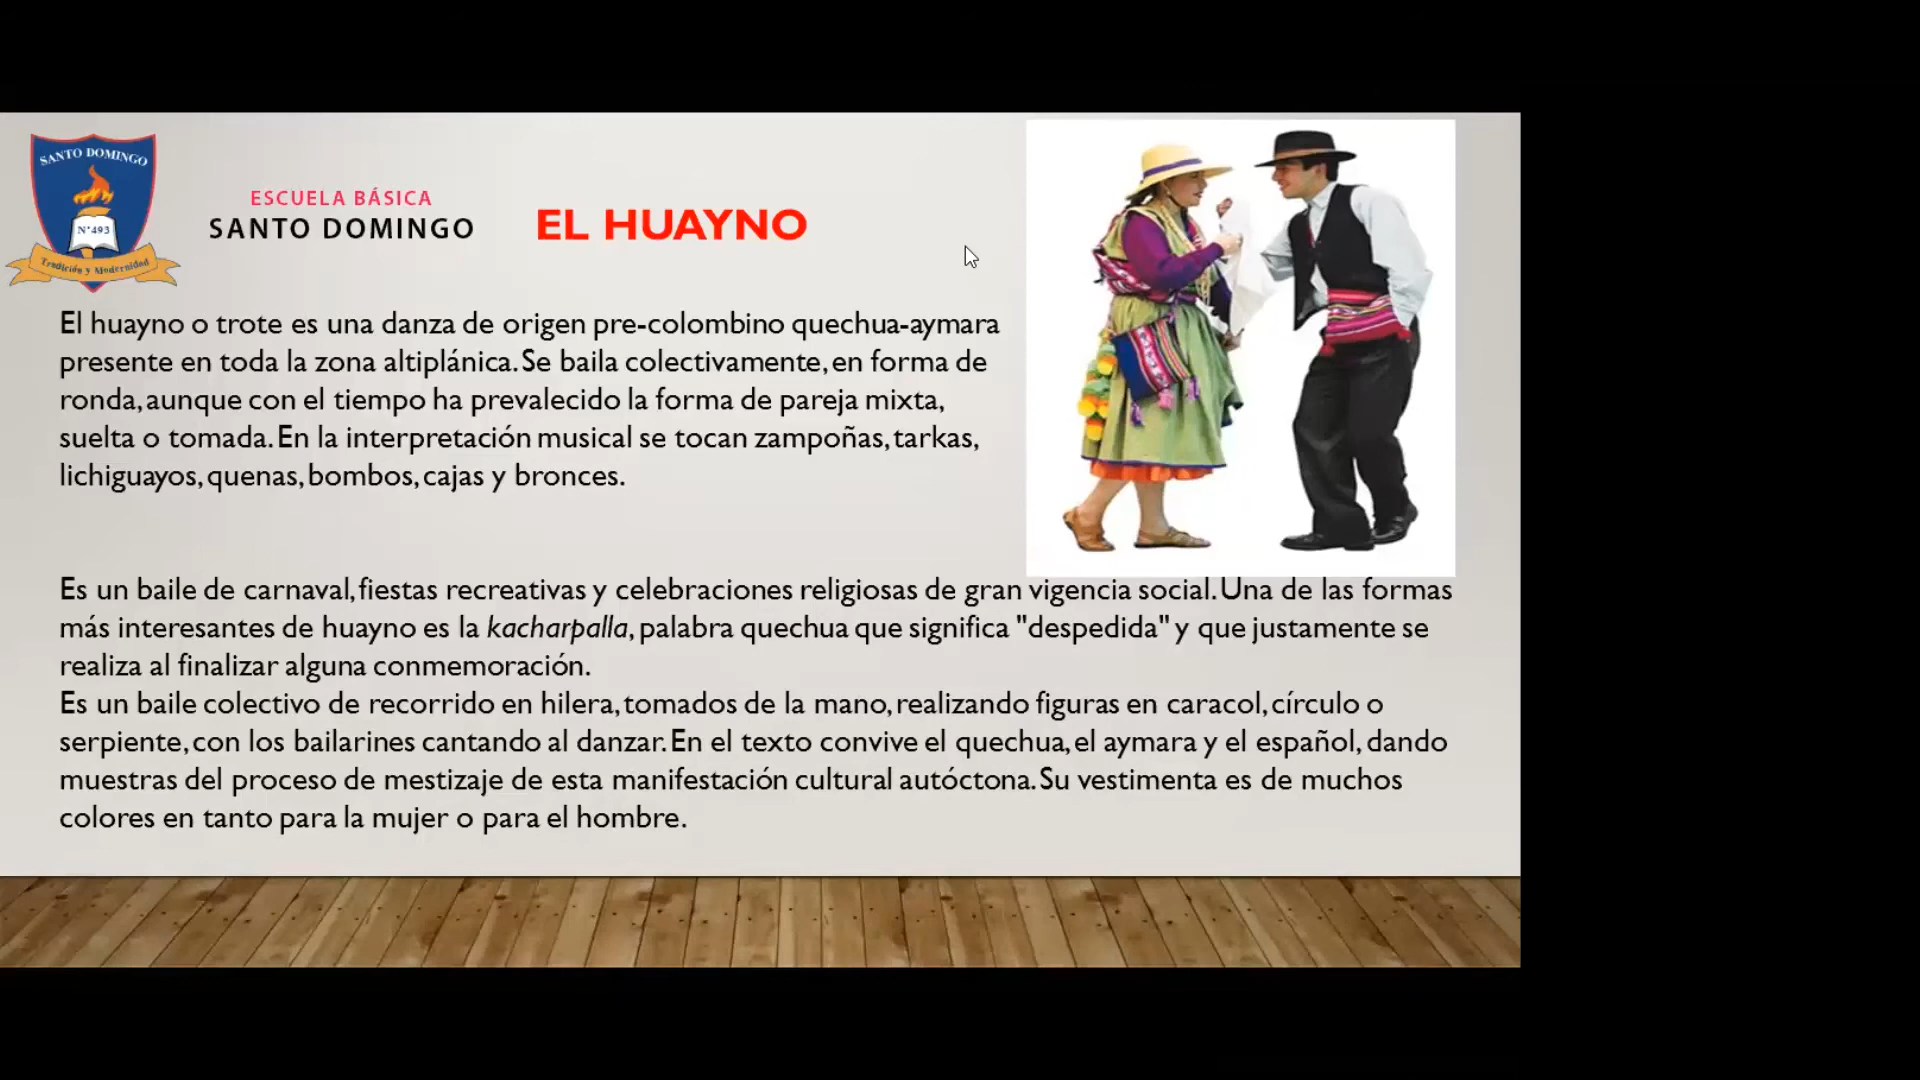 SANTO DOMINGO
N°493
Tradición y Modernidad
ESCUELA BÁSICA
SANTO DOMINGO
EL HUAYNO
El huayno o trote es una danza de origen pre-colombino quechua-aymara
presente en toda la zona altiplánica. Se baila colectivamente, en forma de
ronda, aunque con el tiempo ha prevalecido la forma de pareja mixta,
suelta o tomada. En la interpretación musical se tocan zampoñas, tarkas,
lichiguayos, quenas, bombos, cajas y bronces.
Es un baile de carnaval, fiestas recreativas y celebraciones religiosas de gran vigencia social. Una de las formas
más interesantes de huayno es la kacharpalla, palabra quechua que significa "despedida" y que justamente se
realiza al finalizar alguna conmemoración.
Es un baile colectivo de recorrido en hilera, tomados de la mano, realizando figuras en caracol, círculo o
serpiente, con los bailarines cantando al danzar. En el texto convive el quechua, el aymara y el español, dando
muestras del proceso de mestizaje de esta manifestación cultural autóctona. Su vestimenta es de muchos
colores en tanto para la mujer o para el hombre.